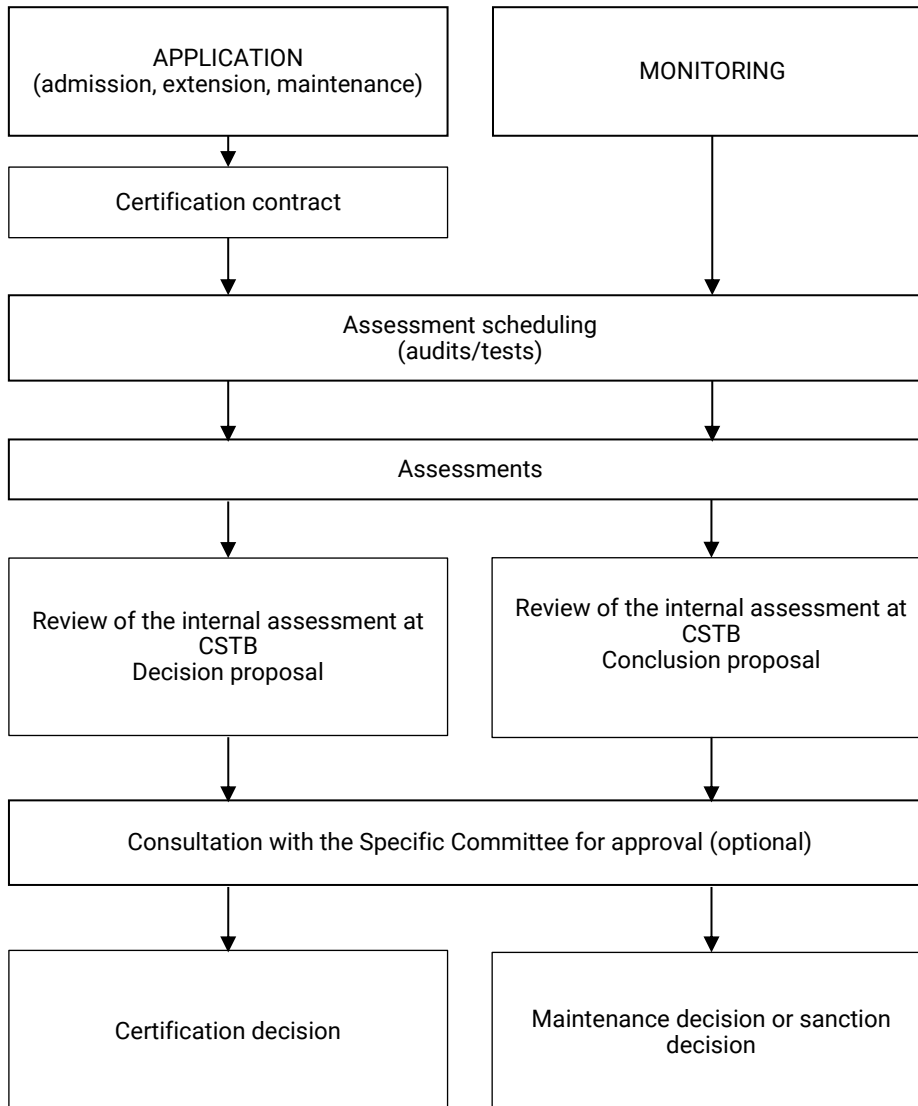 APPLICATION
(admission, extension, maintenance)
MONITORING
Certification contract
Assessment scheduling
(audits/tests)
Assessments
Review of the internal assessment at
CSTB
Decision proposal
Review of the internal assessment at
CSTB
Conclusion proposal
Consultation with the Specific Committee for approval (optional)
Certification decision
Maintenance decision or sanction
decision